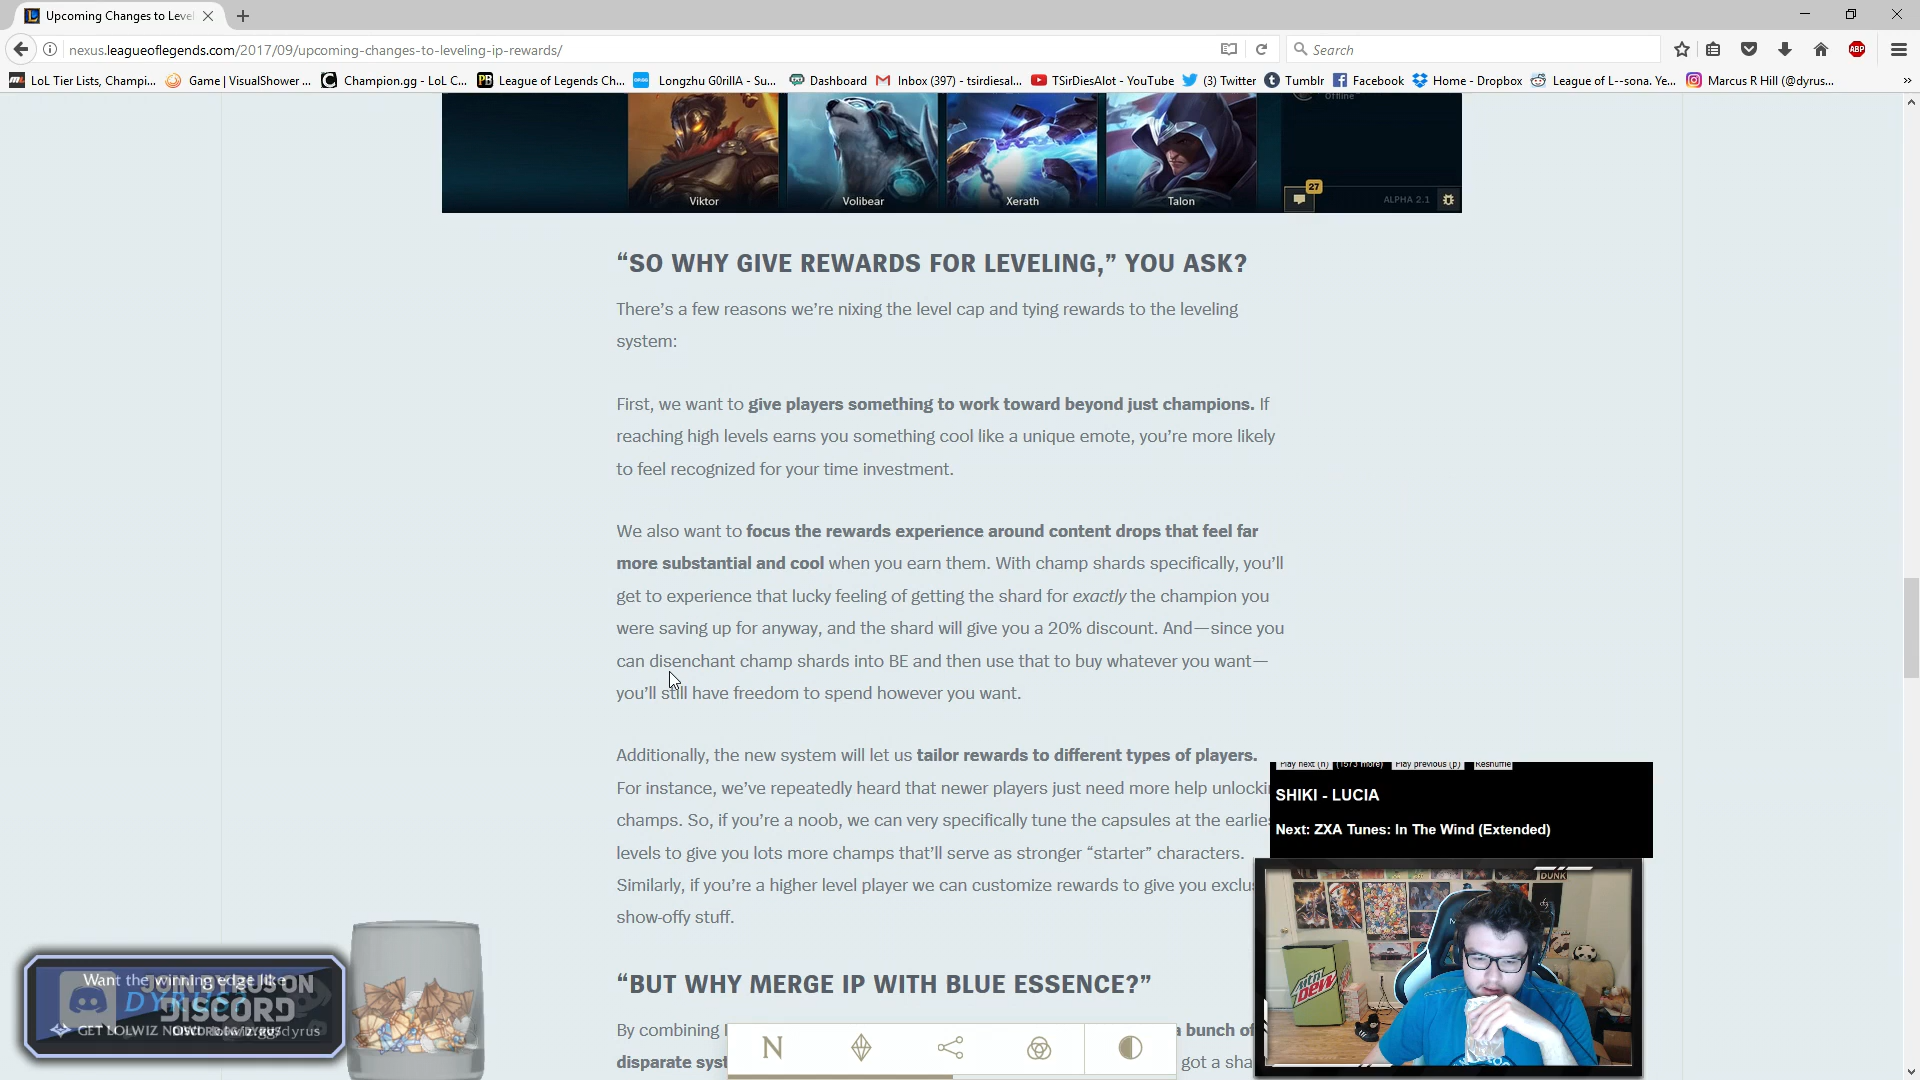 Upcoming Changes to Leve
nexus.leagueoflegends.com/2017/09/upcoming-changes-to-leveling-ip-rewards/
Search
LoL Tier Lists, Champi... Game | VisualShower ... Champion.gg - LoL C... League of Legends Ch... Longzhu G0rillA - Su... Dashboard Inbox (397) - tsirdiesal... TSirDiesAlot - YouTube (3) Twitter Tumblr Facebook Home - Dropbox League of L--sona. Ye... Marcus R Hill (@dyrus...
Offline
27
Viktor Volibear Xerath Talon ALPHA 2.1
“SO WHY GIVE REWARDS FOR LEVELING,” YOU ASK?
There’s a few reasons we’re nixing the level cap and tying rewards to the leveling
system:
First, we want to give players something to work toward beyond just champions. If
reaching high levels earns you something cool like a unique emote, you’re more likely
to feel recognized for your time investment.
We also want to focus the rewards experience around content drops that feel far
more substantial and cool when you earn them. With champ shards specifically, you’ll
get to experience that lucky feeling of getting the shard for exactly the champion you
were saving up for anyway, and the shard will give you a 20% discount. And—since you
can disenchant champ shards into BE and then use that to buy whatever you want—
you’ll still have freedom to spend however you want.
Additionally, the new system will let us tailor rewards to different types of players.
For instance, we’ve repeatedly heard that newer players just need more help unlocki
champs. So, if you’re a noob, we can very specifically tune the capsules at the earlies
levels to give you lots more champs that’ll serve as stronger “starter” characters.
Similarly, if you’re a higher level player we can customize rewards to give you exclu
show-offy stuff.
“BUT WHY MERGE IP WITH BLUE ESSENCE?”
By combining a bunch of
disparate syst got a sha
N
Play next (n) (1573 more) Play previous (p) Reshuffle
SHIKI - LUCIA
Next: ZXA Tunes: In The Wind (Extended)
Want the winning edge like
JOIN DYRUS ON
DYRUS?
DISCORD
GET LOLWIZ NOW
mtn
DEW
DUNK